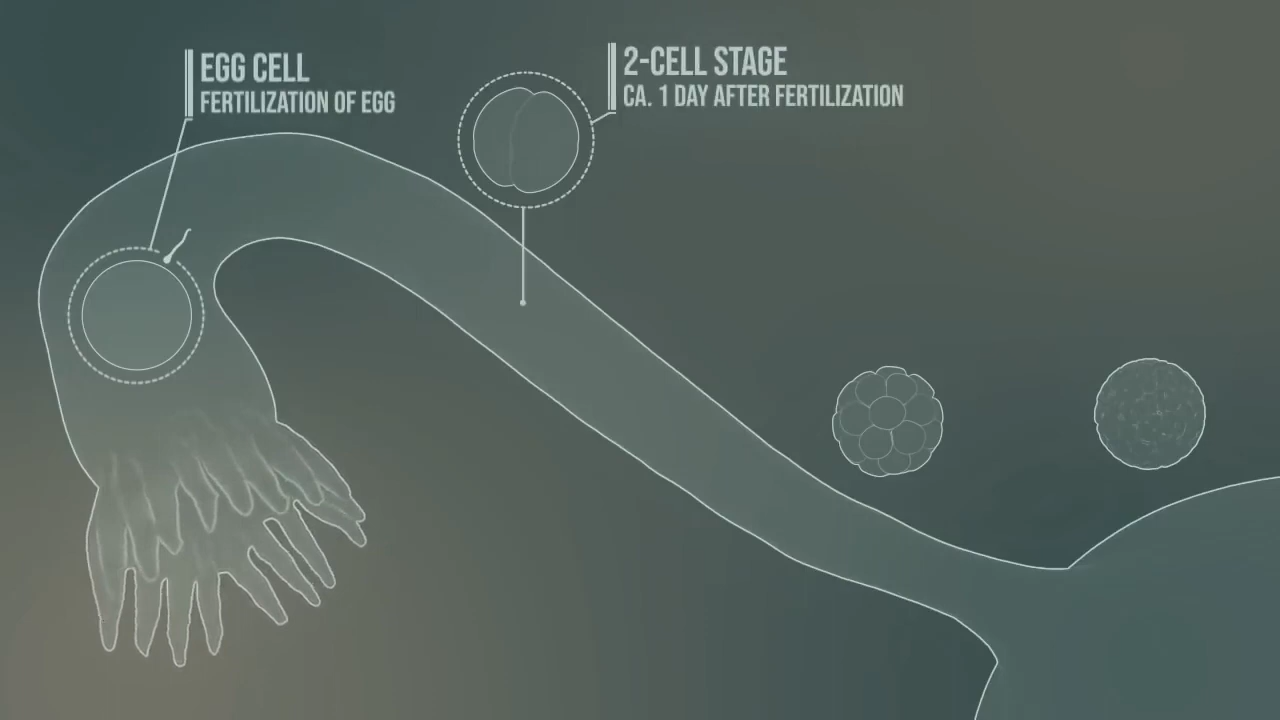 EGG CELL
FERTILIZATION OF EGG
2-CELL STAGE
CA. 1 DAY AFTER FERTILIZATION